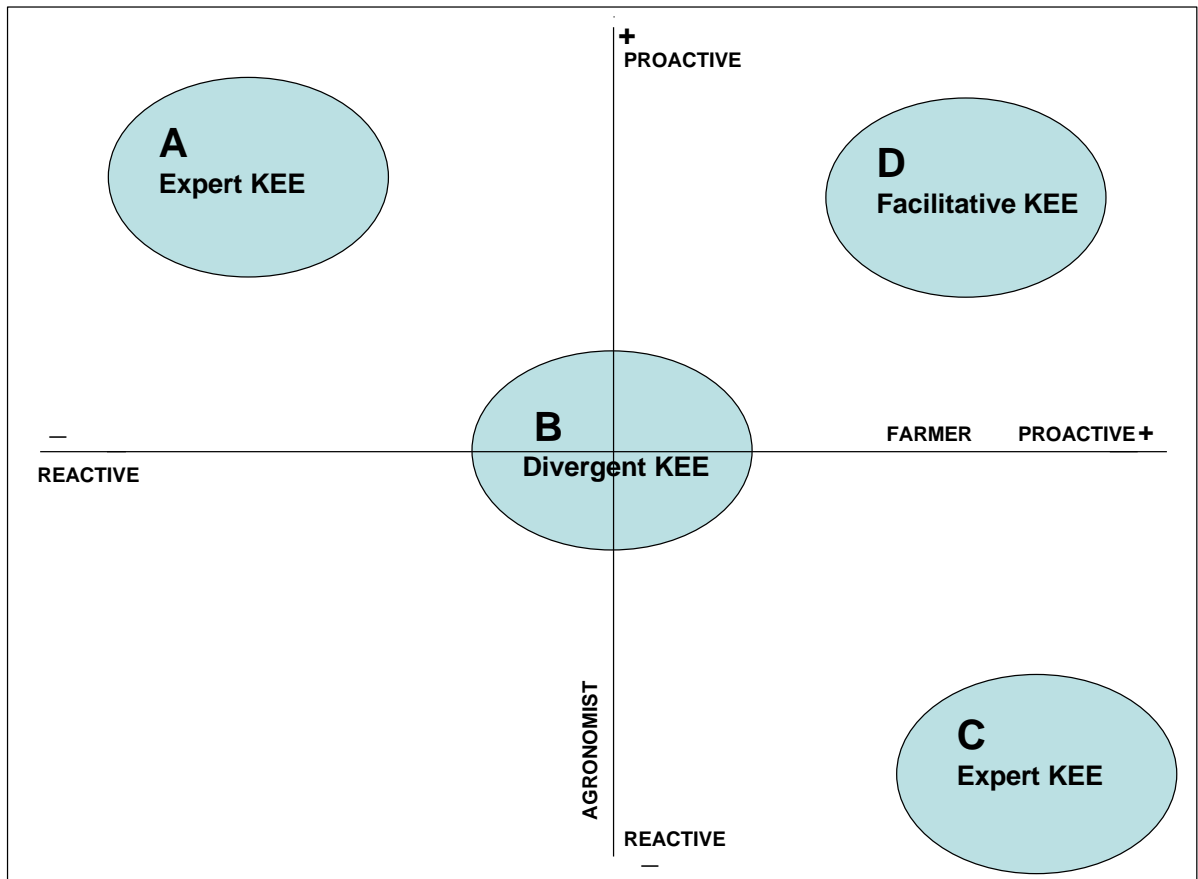 +
PROACTIVE
A
Expert KEE
D
Facilitative KEE
B
Divergent KEE
–
REACTIVE
FARMER PROACTIVE +
AGRONOMIST
C
Expert KEE
REACTIVE
–